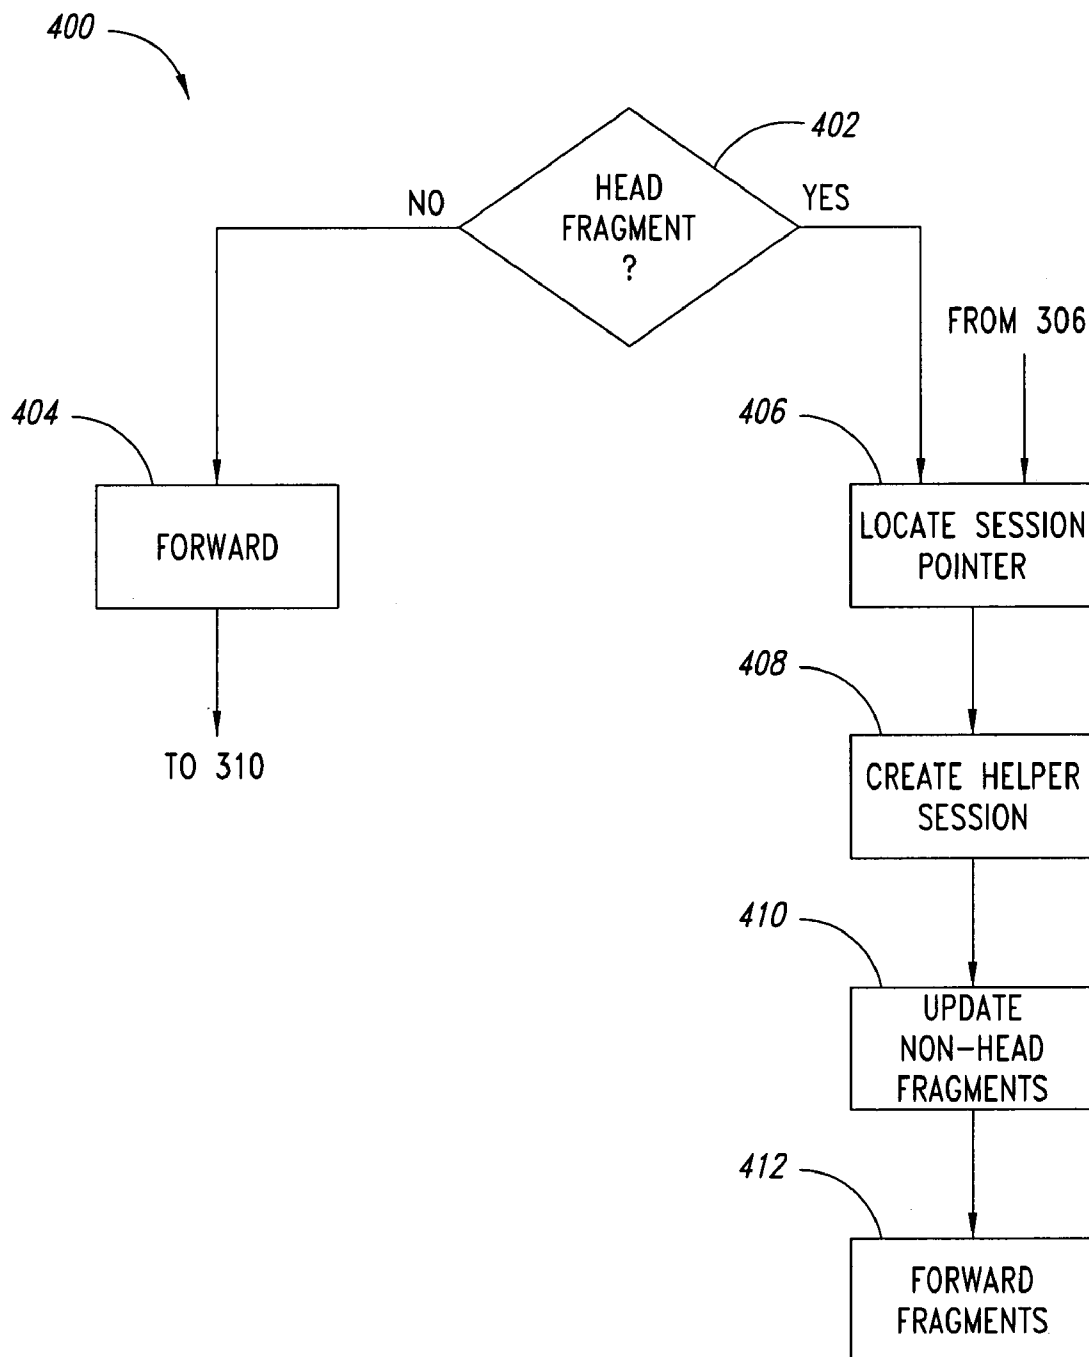 400
402
HEAD
FRAGMENT
?
NO
YES
FROM 306
404
406
FORWARD
LOCATE SESSION
POINTER
408
TO 310
CREATE HELPER
SESSION
410
UPDATE
NON-HEAD
FRAGMENTS
412
FORWARD
FRAGMENTS